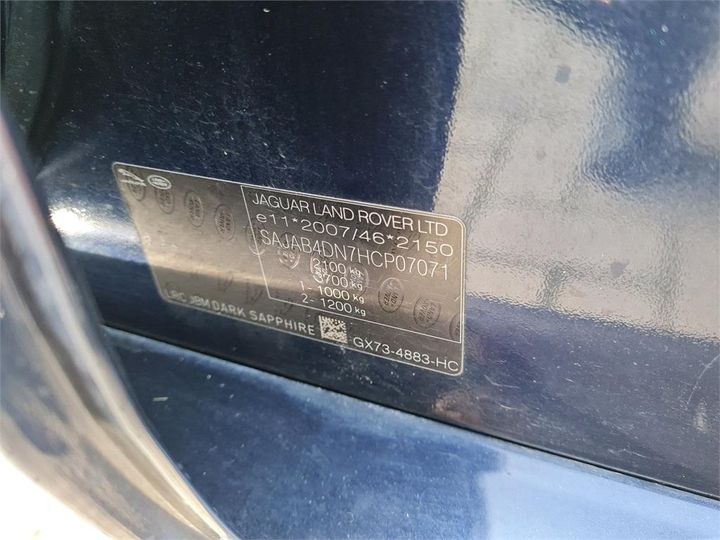 JAGUAR LAND ROVER LTD
e11*2007/46*2150
SAJAB4DN7HCP07071
2100 kg
3700 kg
1- 1000 kg
2- 1200 kg
LRC JBM DARK SAPPHIRE
GX73-4883-HC